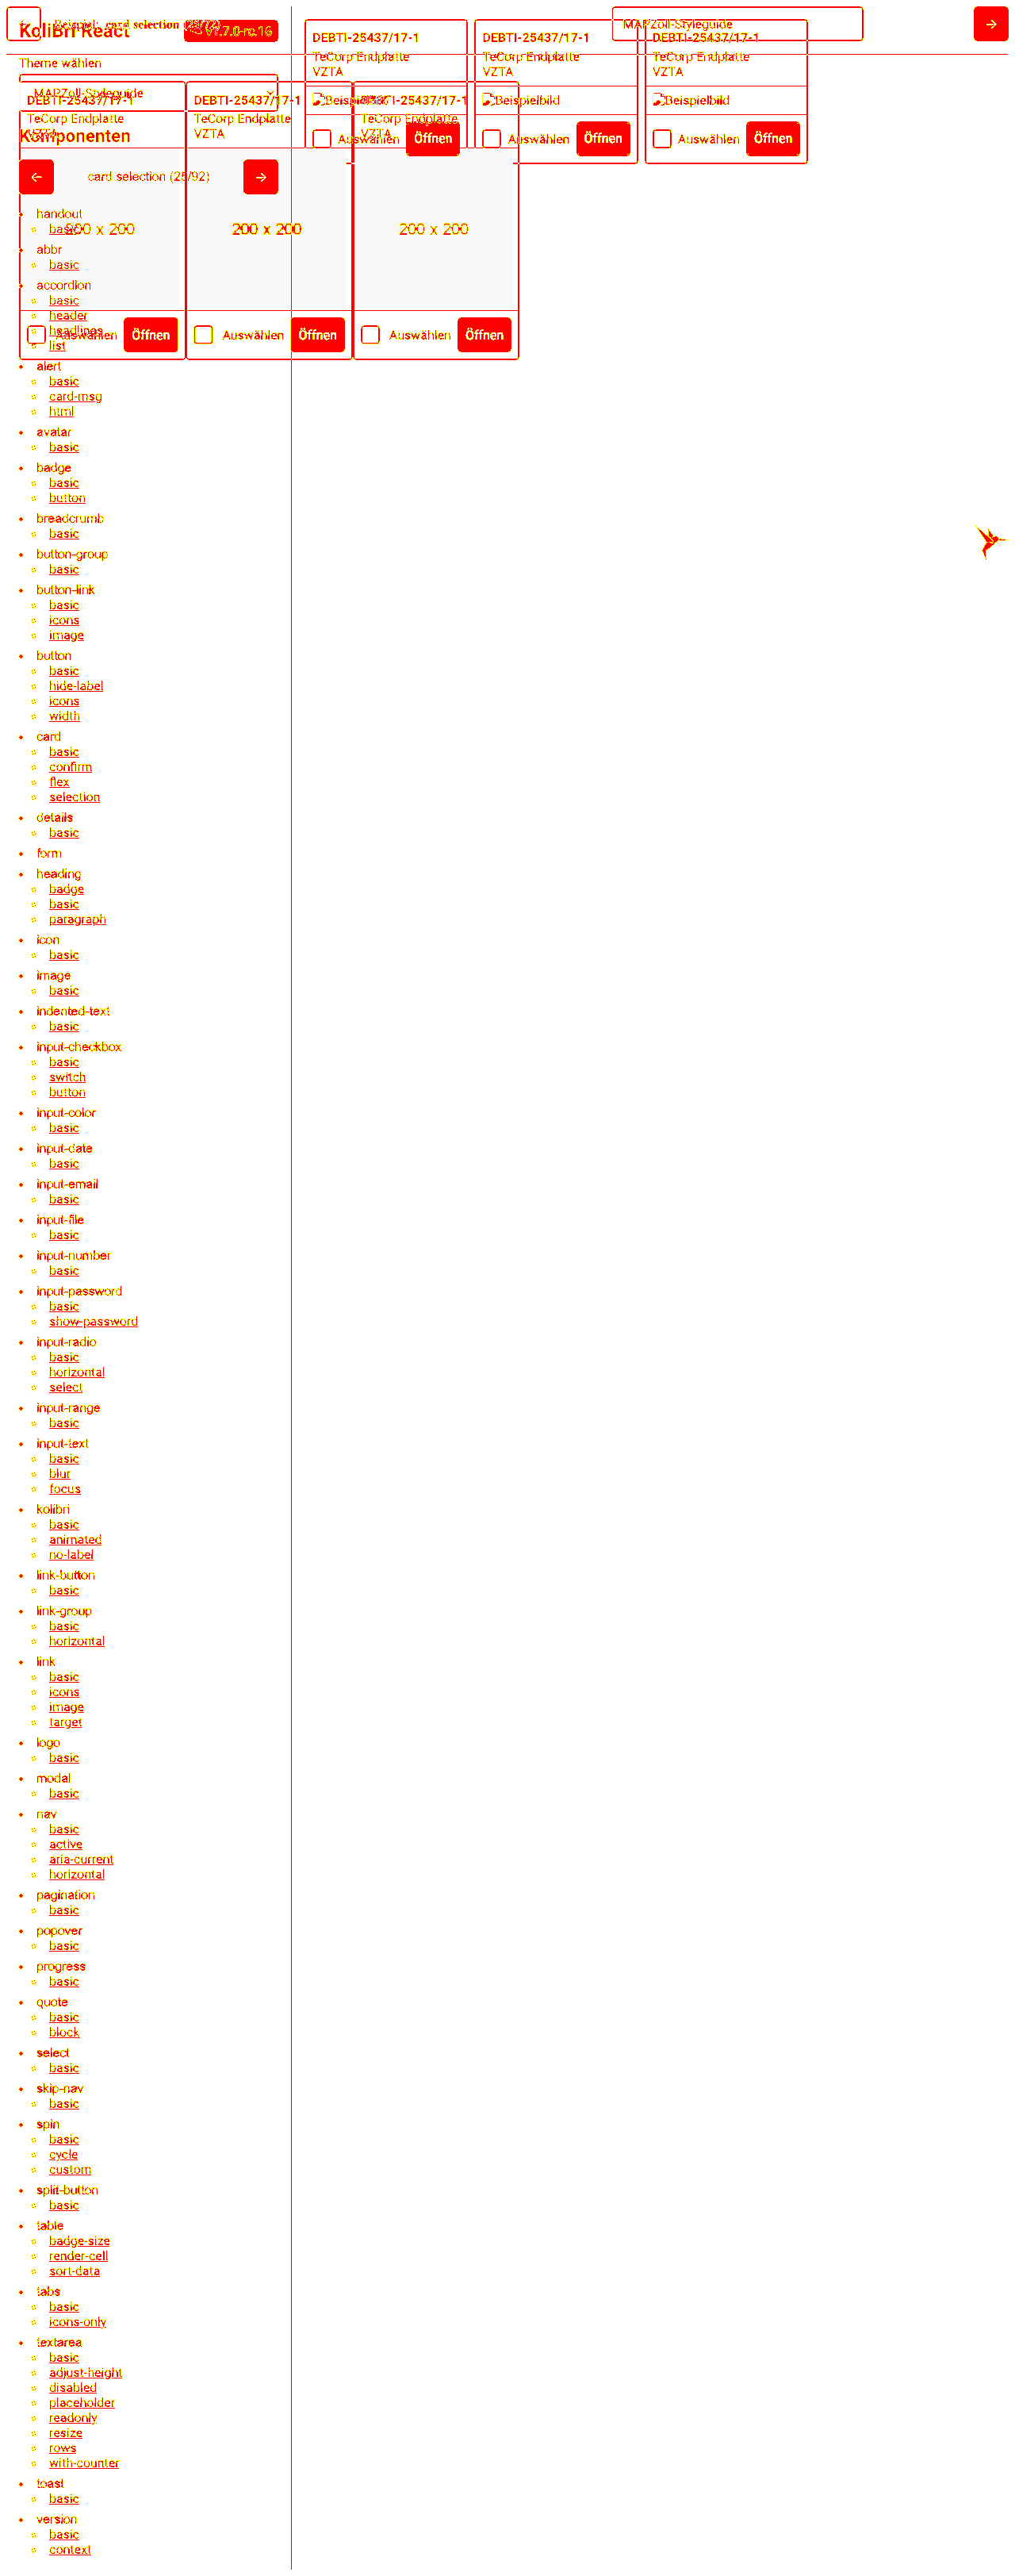 KoliBri React
v1.7.0-rc.16
Beispiel: card selection
MAPZoll-Styleguide
Theme wählen
MAPZoll-Styleguide
DEBTI-25437/17-1
TeCorp Endplatte
VZTA
Beispielbild
Auswählen
Öffnen
DEBTI-25437/17-1
TeCorp Endplatte
VZTA
Beispielbild
Auswählen
Öffnen
DEBTI-25437/17-1
TeCorp Endplatte
VZTA
Beispielbild
Auswählen
Öffnen
DEBTI-25437/17-1
TeCorp Endplatte
VZTA
200 x 200
Auswählen
Öffnen
DEBTI-25437/17-1
TeCorp Endplatte
VZTA
200 x 200
Auswählen
Öffnen
DEBTI-25437/17-1
TeCorp Endplatte
VZTA
200 x 200
Auswählen
Öffnen
Komponenten
card selection (25/92)
handout
basic
abbr
basic
accordion
basic
header
headlines
list
alert
basic
card-msg
html
avatar
basic
badge
basic
button
breadcrumb
basic
button-group
basic
button-link
basic
icons
image
button
basic
hide-label
icons
width
card
basic
confirm
flex
selection
details
basic
form
heading
badge
basic
paragraph
icon
basic
image
basic
indented-text
basic
input-checkbox
basic
switch
button
input-color
basic
input-date
basic
input-email
basic
input-file
basic
input-number
basic
input-password
basic
show-password
input-radio
basic
horizontal
select
input-range
basic
input-text
basic
blur
focus
kolibri
basic
animated
no-label
link-button
basic
link-group
basic
horizontal
link
basic
icons
image
target
logo
basic
modal
basic
nav
basic
active
aria-current
horizontal
pagination
basic
popover
basic
progress
basic
quote
basic
block
select
basic
skip-nav
basic
spin
basic
cycle
custom
split-button
basic
table
badge-size
render-cell
sort-data
tabs
basic
icons-only
textarea
basic
adjust-height
disabled
placeholder
readonly
resize
rows
with-counter
toast
basic
version
basic
context